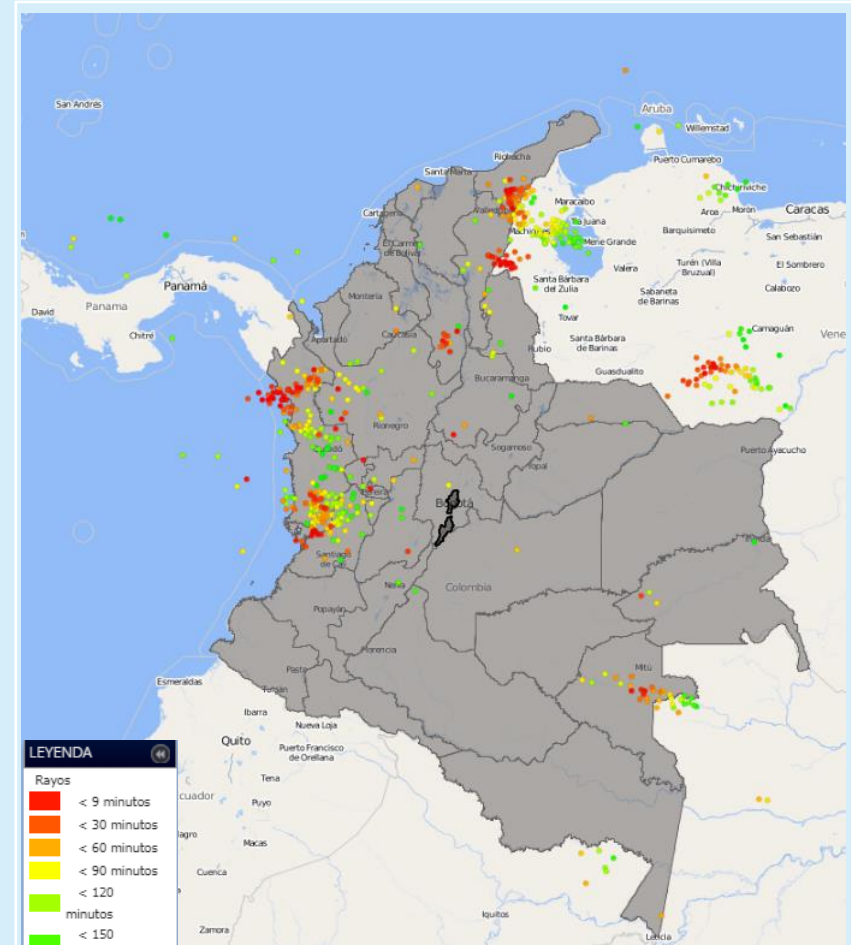 San Andrés
Aruba
Willemstad
Riohacha
Puerto Cumarebo
Santa Marta
Chichiriviche
Maracaibo
Cartagena
Aroa
Morón
Caracas
Tia Juana
Machiques
Barquisimeto
San Sebastián
El Carmen
de Bolívar
Mene Grande
Valera
Turén (Villa
Bruzual)
El Sombrero
Panamá
Santa Bárbara
del Zulia
Sabaneta
de Barinas
Calabozo
Montería
David
Panama
Tovar
Camaguán
Chitré
Apartadó
Caucasia
Santa Bárbara
de Barinas
Vene
Rubio
Guasdualito
Bucaramanga
Rionegro
Sogamoso
Puerto Ayacucho
Quibdó
Yopal
Pereira
Bogotá
Santiago
de Cali
Neiva
Colombia
Popayán
Florencia
Mitú
Pasto
Esmeraldas
Ibarra
Nueva Loja
Quito
Puerto Francisco
de Orellana
Tena
cuador
Puyo
Macas
Cuenca
Zamora
Iquitos
Leticia
LEYENDA
Rayos
< 9 minutos
< 30 minutos
< 60 minutos
< 90 minutos
< 120
minutos
< 150